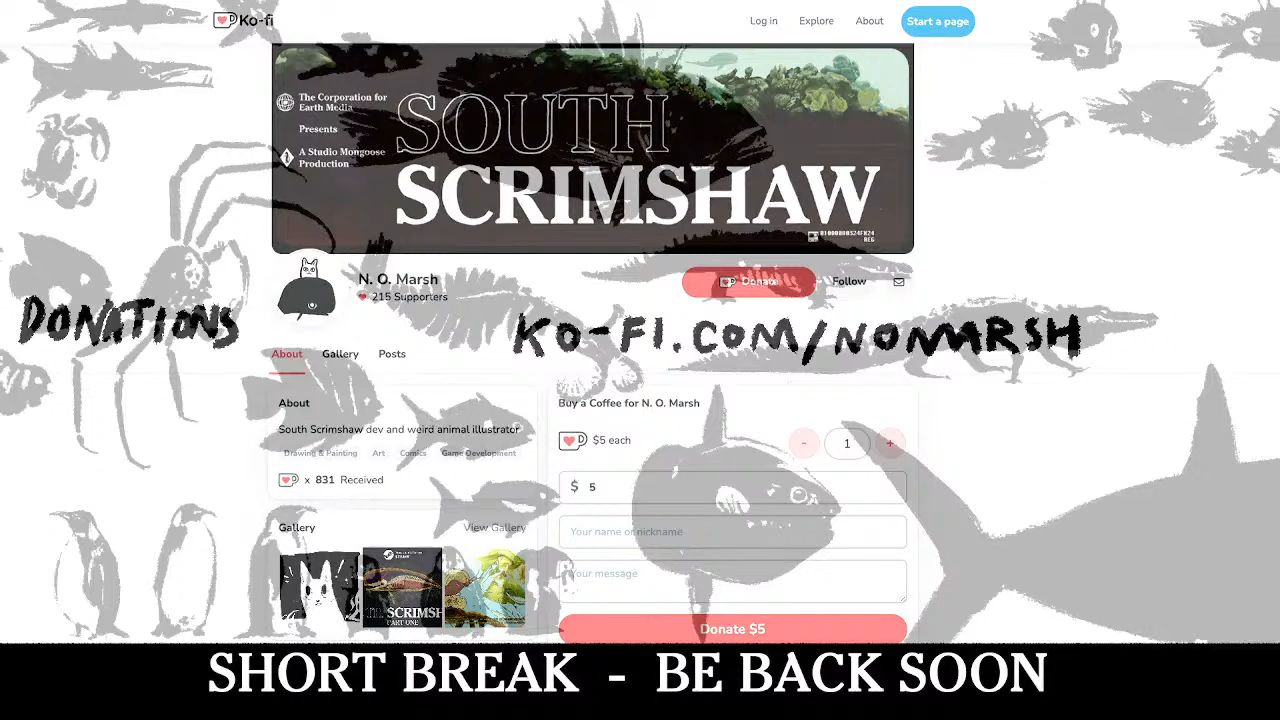 Ko-fi
Log in
Explore
About
Start a page
The Corporation for
Earth Media
Presents
A Studio Mongoose
Production
SOUTH
SCRIMSHAW
N. O. Marsh
215 Supporters
Donate
Follow
DONATIONS
KO-FI.COM/NOMARSH
About
Gallery
Posts
About
South Scrimshaw dev and weird animal illustrator
Drawing & Painting
Art
Comics
Game Development
x 831 Received
Buy a Coffee for N. O. Marsh
$5 each
-
1
+
$ 5
Your name or nickname
Your message
Donate $5
Gallery
View Gallery
PART ONE
SHORT BREAK - BE BACK SOON